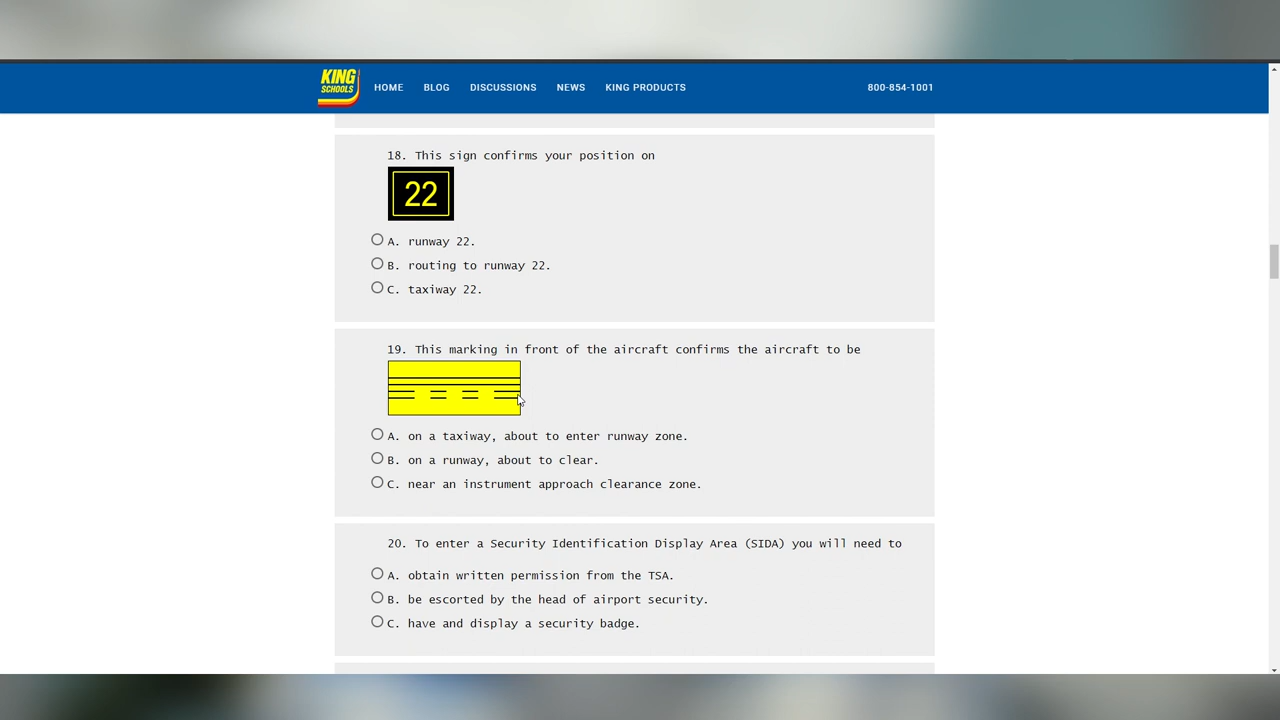 KING
SCHOOLS
HOME BLOG DISCUSSIONS NEWS KING PRODUCTS 800-854-1001
18. This sign confirms your position on
22
A. runway 22.
B. routing to runway 22.
C. taxiway 22.
19. This marking in front of the aircraft confirms the aircraft to be
A. on a taxiway, about to enter runway zone.
B. on a runway, about to clear.
C. near an instrument approach clearance zone.
20. To enter a Security Identification Display Area (SIDA) you will need to
A. obtain written permission from the TSA.
B. be escorted by the head of airport security.
C. have and display a security badge.